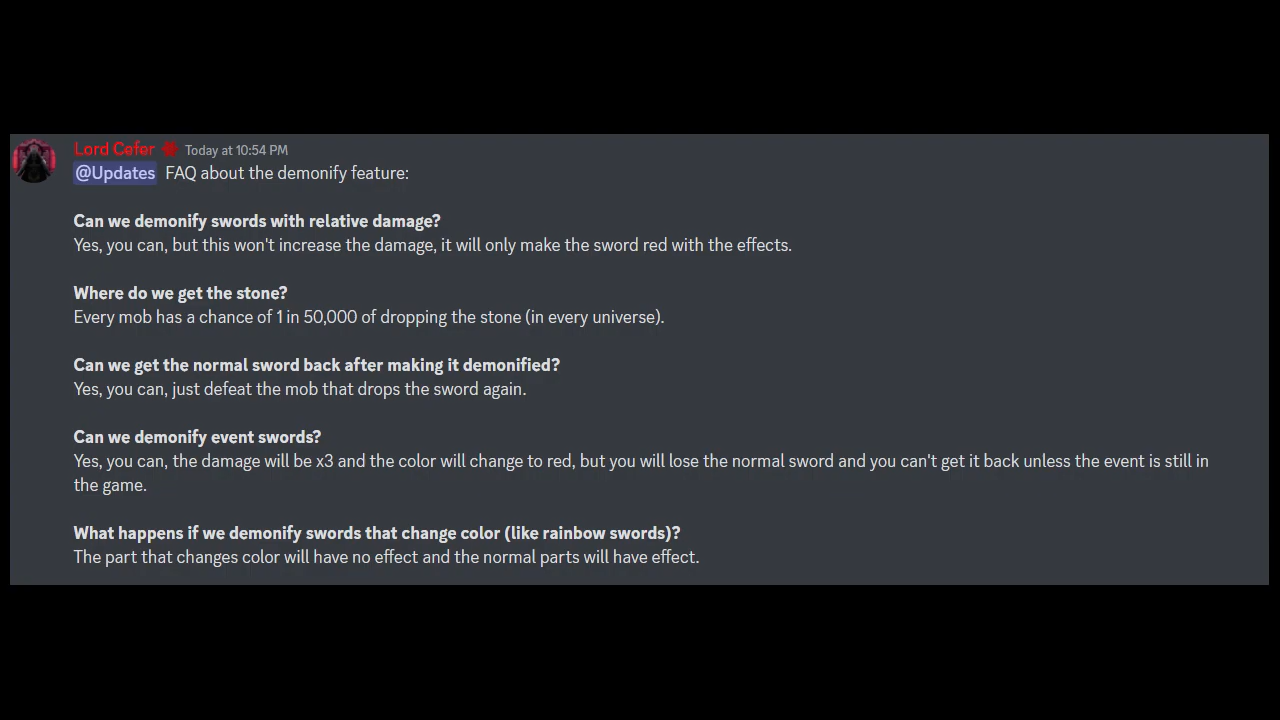 Lord Cefer Today at 10:54 PM
@Updates FAQ about the demonify feature:
Can we demonify swords with relative damage?
Yes, you can, but this won't increase the damage, it will only make the sword red with the effects.
Where do we get the stone?
Every mob has a chance of 1 in 50,000 of dropping the stone (in every universe).
Can we get the normal sword back after making it demonified?
Yes, you can, just defeat the mob that drops the sword again.
Can we demonify event swords?
Yes, you can, the damage will be x3 and the color will change to red, but you will lose the normal sword and you can't get it back unless the event is still in
the game.
What happens if we demonify swords that change color (like rainbow swords)?
The part that changes color will have no effect and the normal parts will have effect.